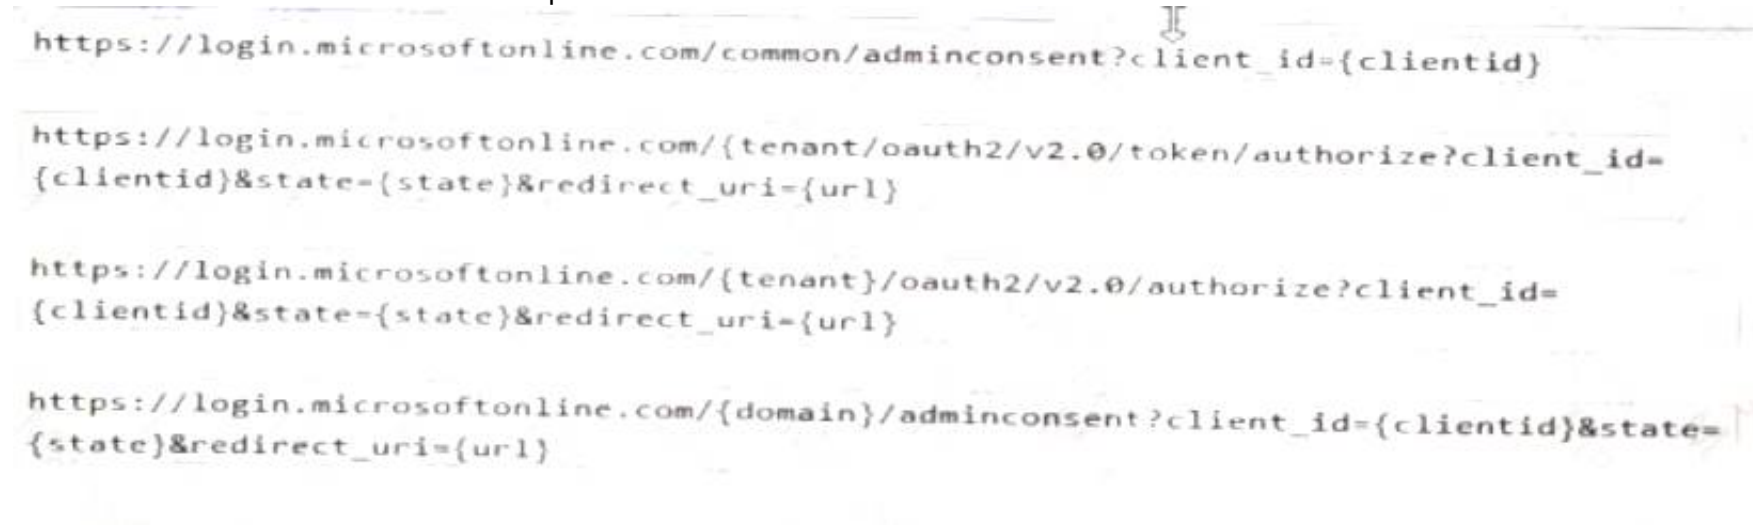 https://login.microsoftonline.com/common/adminconsent?client_id={clientid}
https://login.microsoftonline.com/{tenant/oauth2/v2.0/token/authorize?client_id=
{clientid}&state={state}&redirect_uri={url}
https://login.microsoftonline.com/{tenant}/oauth2/v2.0/authorize?client_id=
{clientid}&state={state}&redirect_uri={url}
https://login.microsoftonline.com/{domain}/adminconsent?client_id={clientid}&state=
{state}&redirect_uri={url}